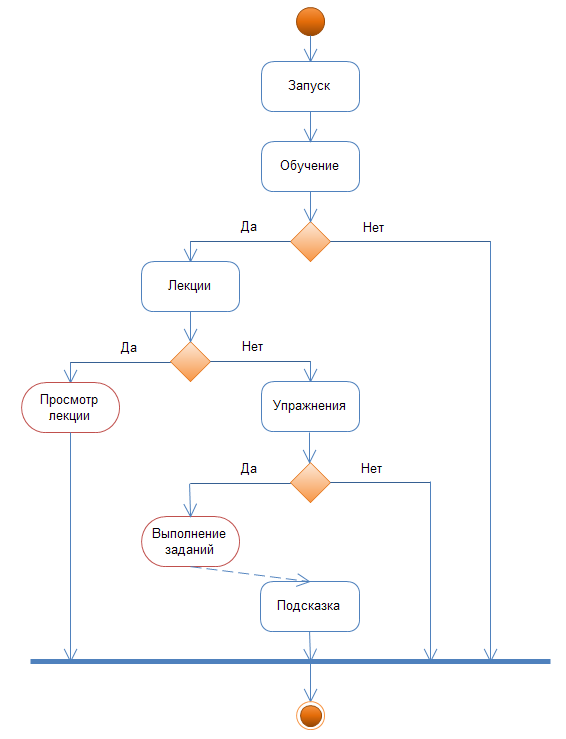 Запуск
Обучение
Да
Нет
Лекции
Да
Нет
Просмотр
лекции
Упражнения
Да
Нет
Выполнение
заданий
Подсказка